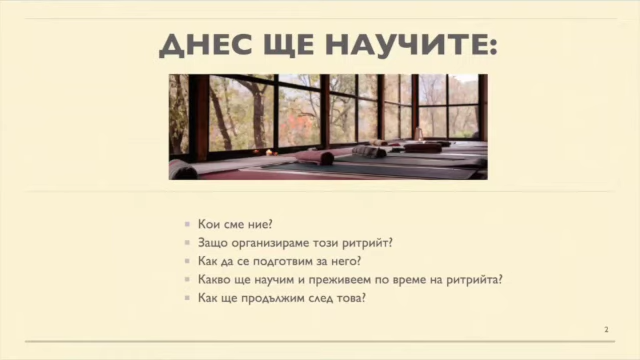 ДНЕС ЩЕ НАУЧИТЕ:
Кои сме ние?
Защо организираме този ритрийт?
Как да се подготвим за него?
Какво ще научим и преживеем по време на ритрийта?
Как ще продължим след това?
2